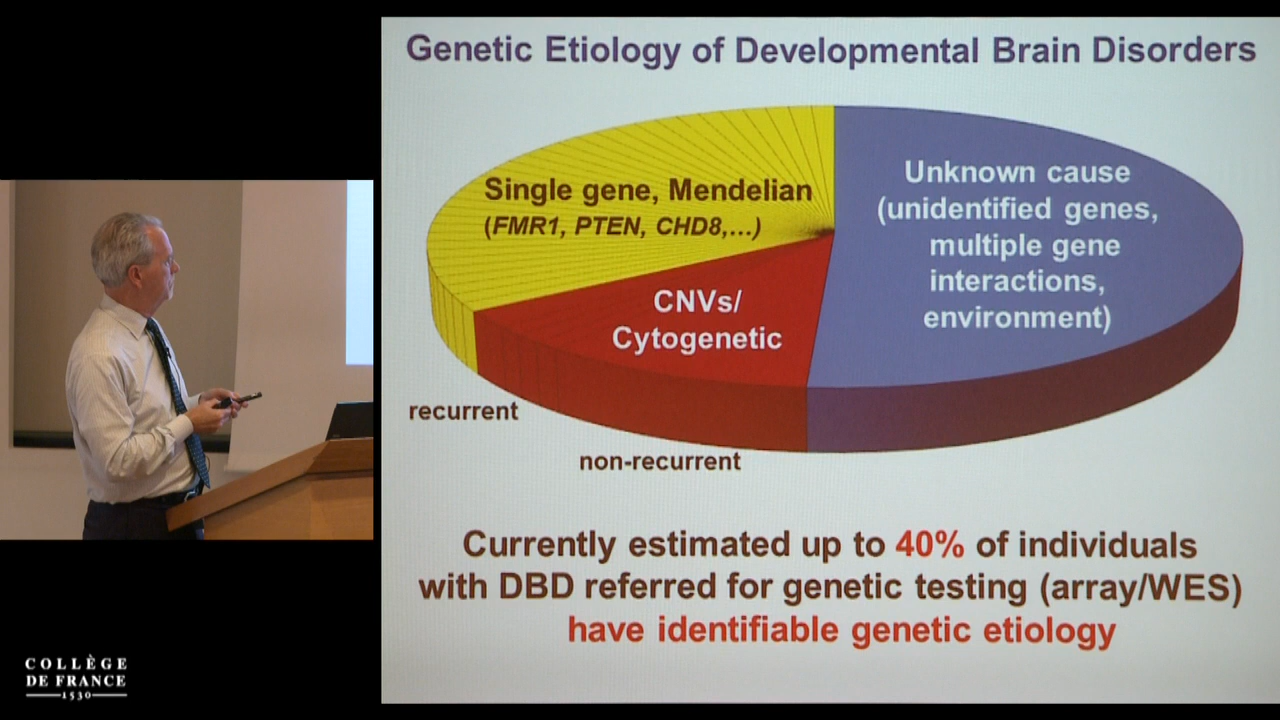 Genetic Etiology of Developmental Brain Disorders
Single gene, Mendelian
(FMR1, PTEN, CHD8,...)
Unknown cause
(unidentified genes,
multiple gene
interactions,
environment)
CNVs/
Cytogenetic
recurrent
non-recurrent
Currently estimated up to 40% of individuals
with DBD referred for genetic testing (array/WES)
have identifiable genetic etiology
COLLÈGE
DE FRANCE
1530